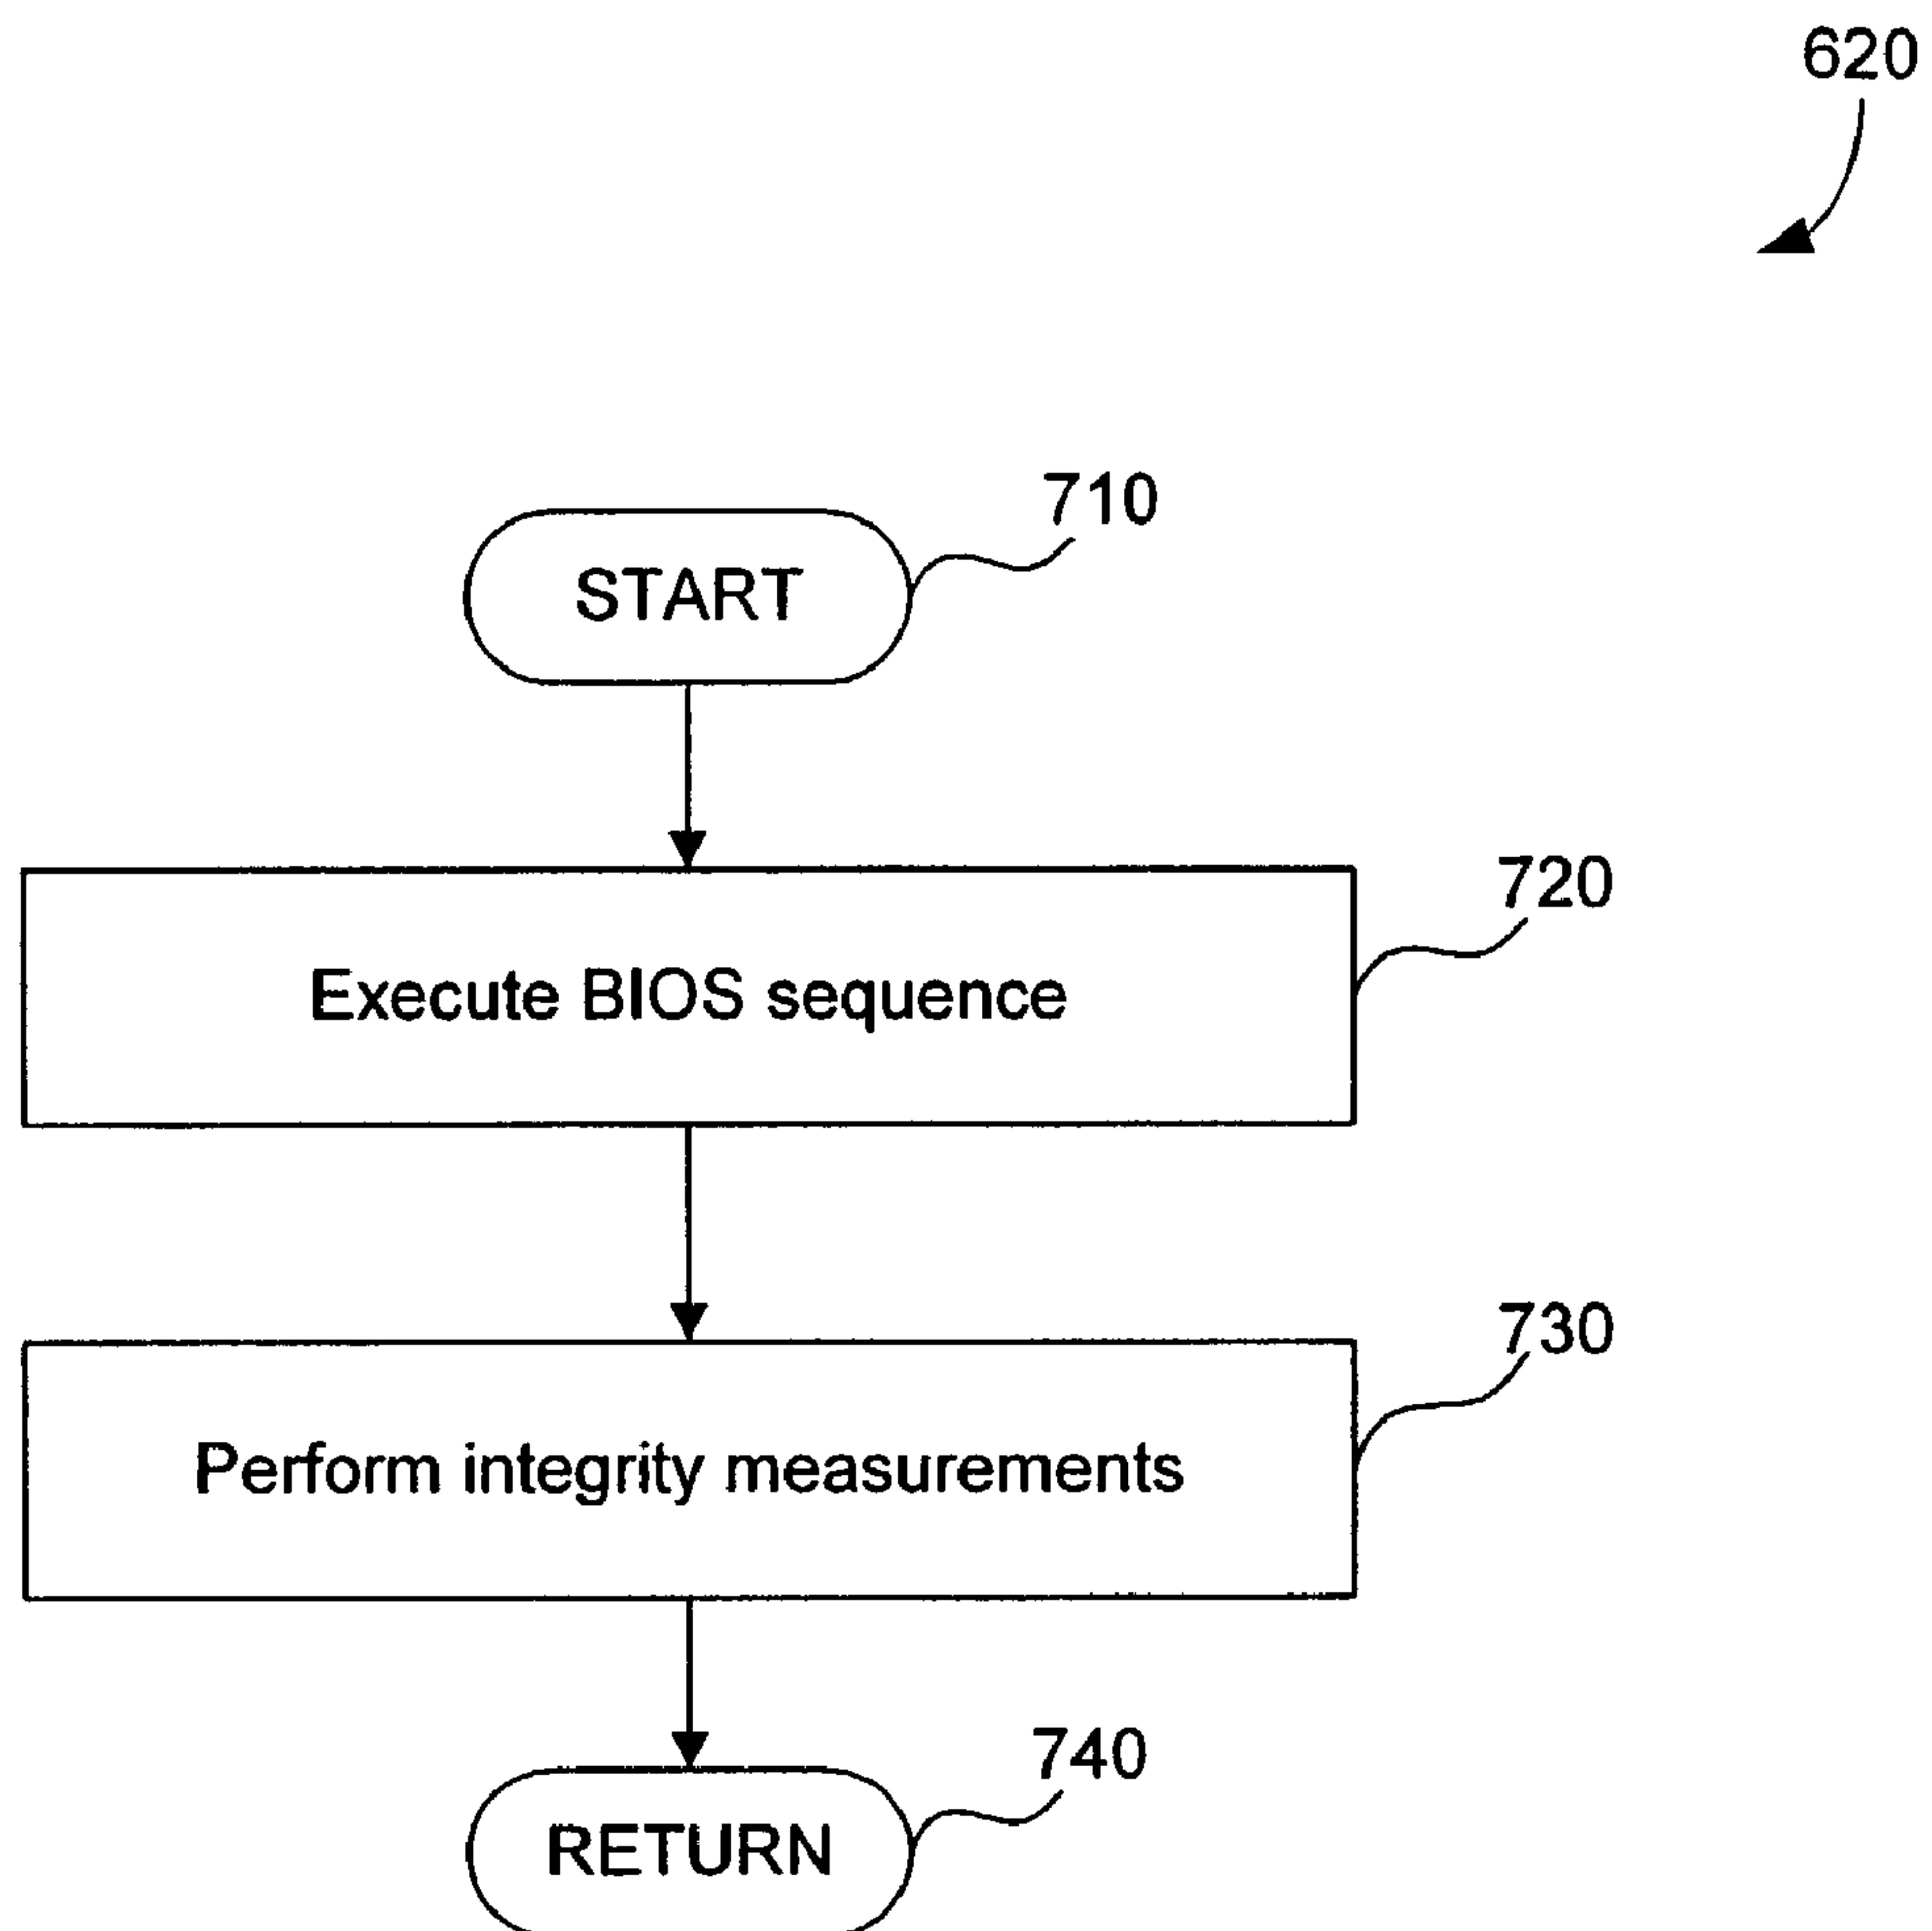 620
710
START
720
Execute BIOS sequence
730
Perform integrity measurements
740
RETURN